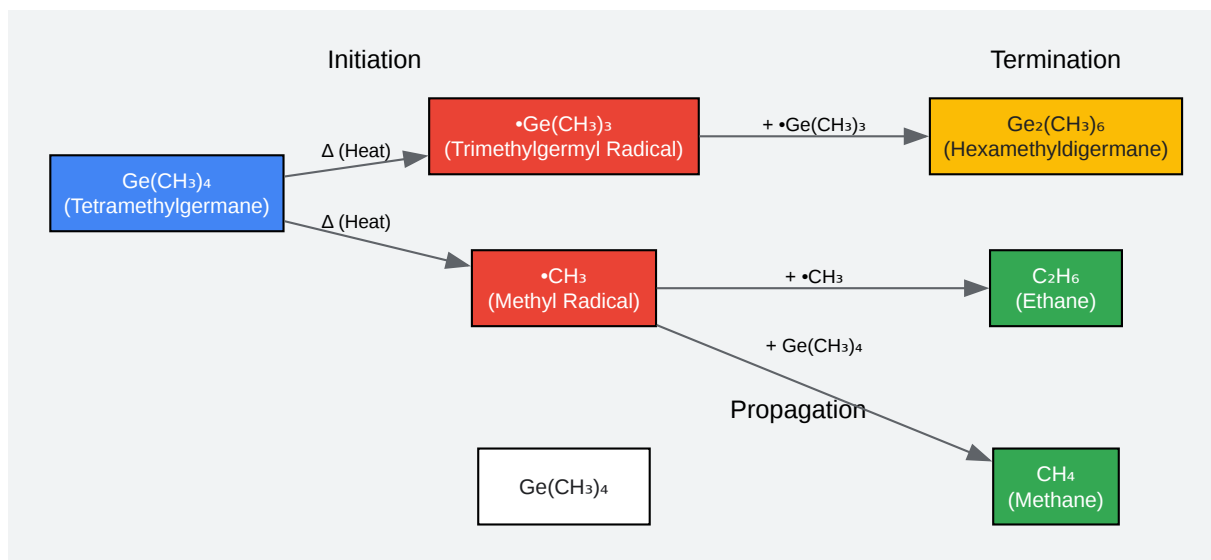 Initiation
Termination
•Ge(CH₃)₃
(Trimethylgermyl Radical)
+ •Ge(CH₃)₃
Ge₂(CH₃)₆
(Hexamethyldigermane)
Δ (Heat)
Ge(CH₃)₄
(Tetramethylgermane)
Δ (Heat)
•CH₃
(Methyl Radical)
+ •CH₃
C₂H₆
(Ethane)
+ Ge(CH₃)₄
Propagation
Ge(CH₃)₄
CH₄
(Methane)